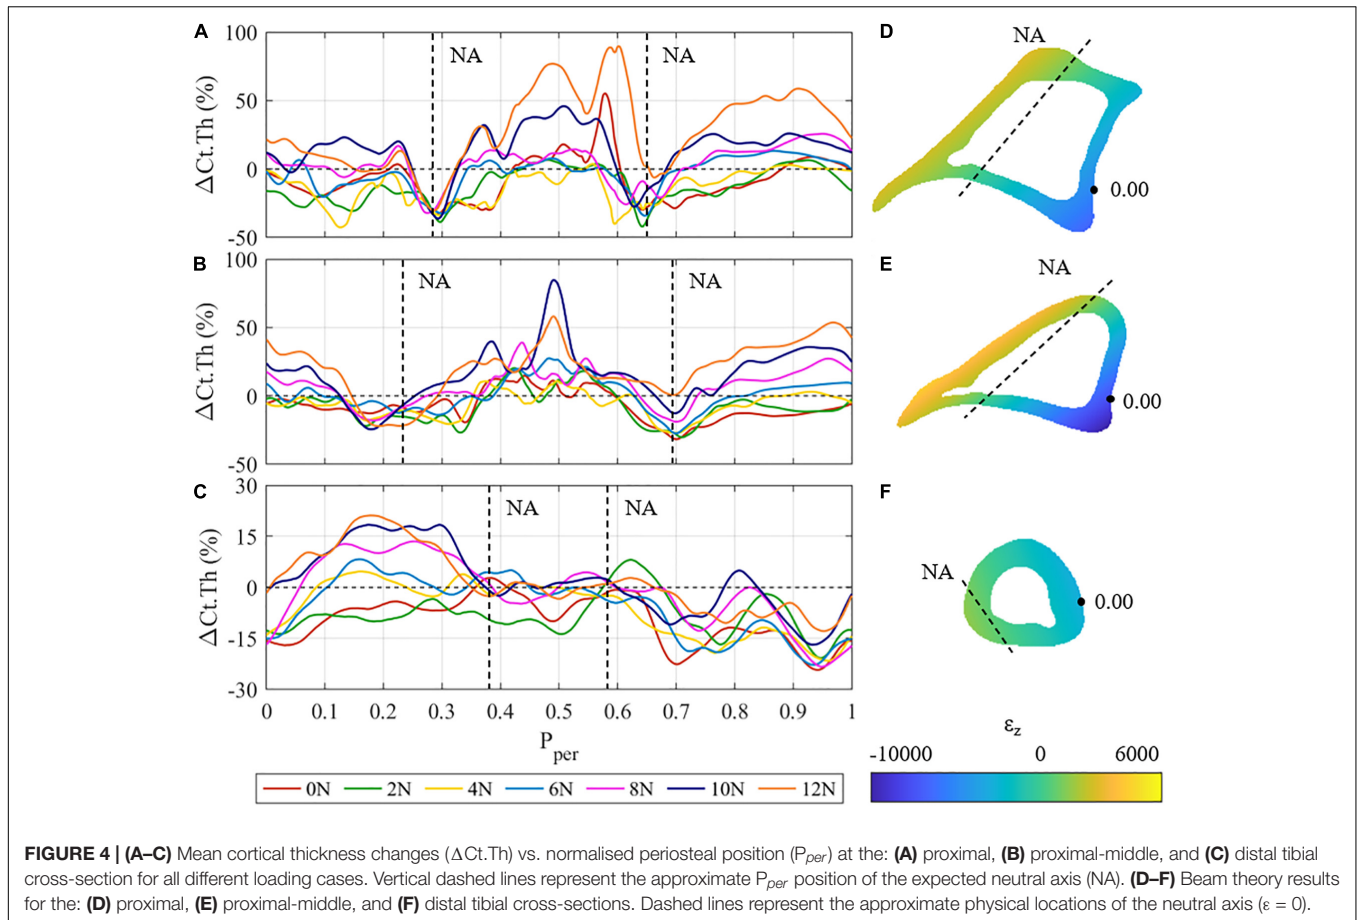 A
100
50
0
-50
ΔCt.Th (%)
NA
NA
B
100
50
0
-50
ΔCt.Th (%)
NA
NA
C
30
15
0
-15
-30
ΔCt.Th (%)
NA
NA
0 0.1 0.2 0.3 0.4 0.5 0.6 0.7 0.8 0.9 1
P_per
0N 2N 4N 6N 8N 10N 12N
D
NA
0.00
E
NA
0.00
F
NA
0.00
ε_z
-10000 0 6000
FIGURE 4 | (A–C) Mean cortical thickness changes (ΔCt.Th) vs. normalised periosteal position (P_per) at the: (A) proximal, (B) proximal-middle, and (C) distal tibial
cross-section for all different loading cases. Vertical dashed lines represent the approximate P_per position of the expected neutral axis (NA). (D–F) Beam theory results
for the: (D) proximal, (E) proximal-middle, and (F) distal tibial cross-sections. Dashed lines represent the approximate physical locations of the neutral axis (ε = 0).